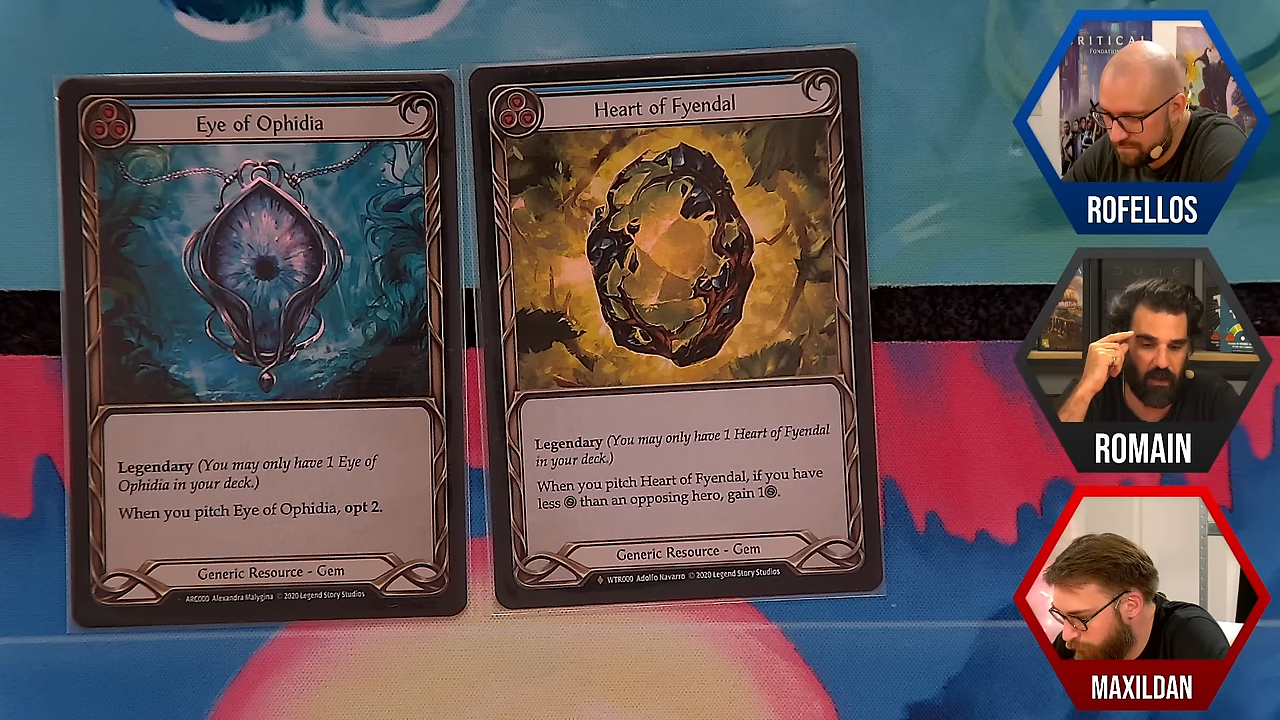 Eye of Ophidia
Legendary (You may only have 1 Eye of
Ophidia in your deck.)
When you pitch Eye of Ophidia, opt 2.
Generic Resource - Gem
ARC000 Alexandra Malygina © 2020 Legend Story Studios
Heart of Fyendal
Legendary (You may only have 1 Heart of Fyendal
in your deck.)
When you pitch Heart of Fyendal, if you have
less than an opposing hero, gain 1.
Generic Resource - Gem
WTR000 Adolfo Navarro © 2020 Legend Story Studios
RITICAL
FONDATION
ROFELLOS
DUNE
ROMAIN
MAXILDAN